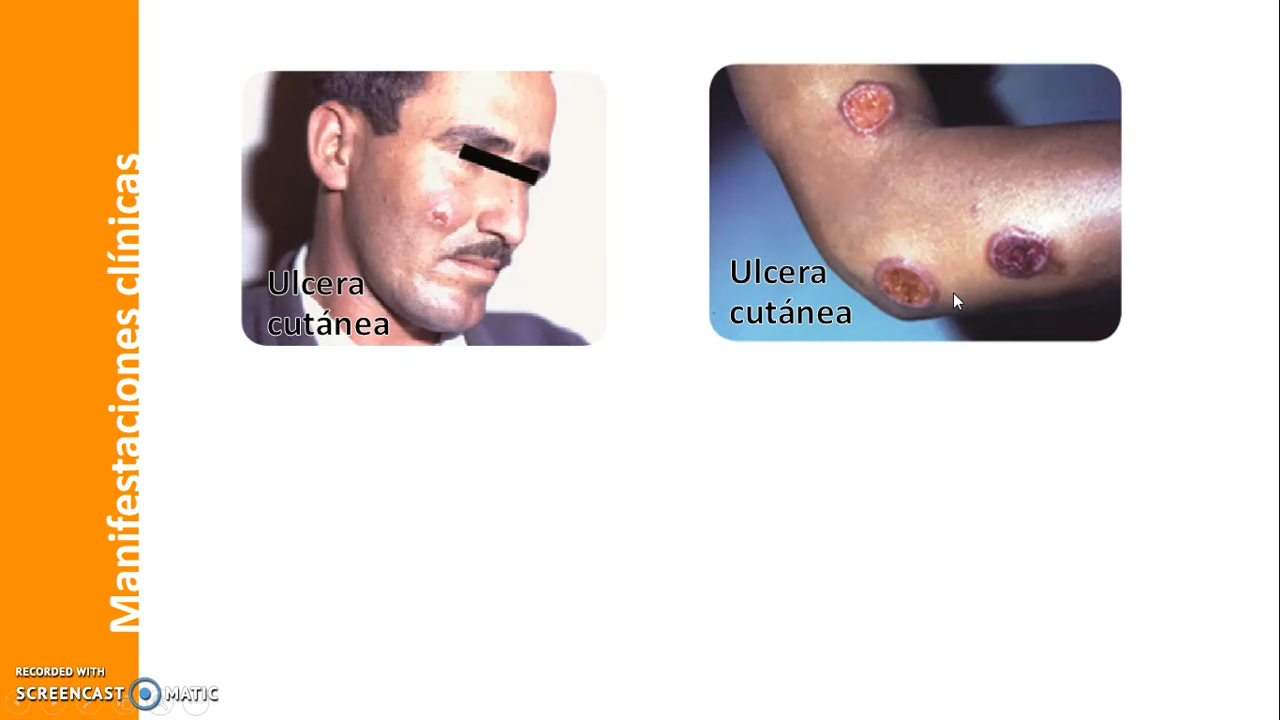 Manifestaciones clínicas
Ulcera
cutánea
Ulcera
cutánea
RECORDED WITH
SCREENCAST MATIC